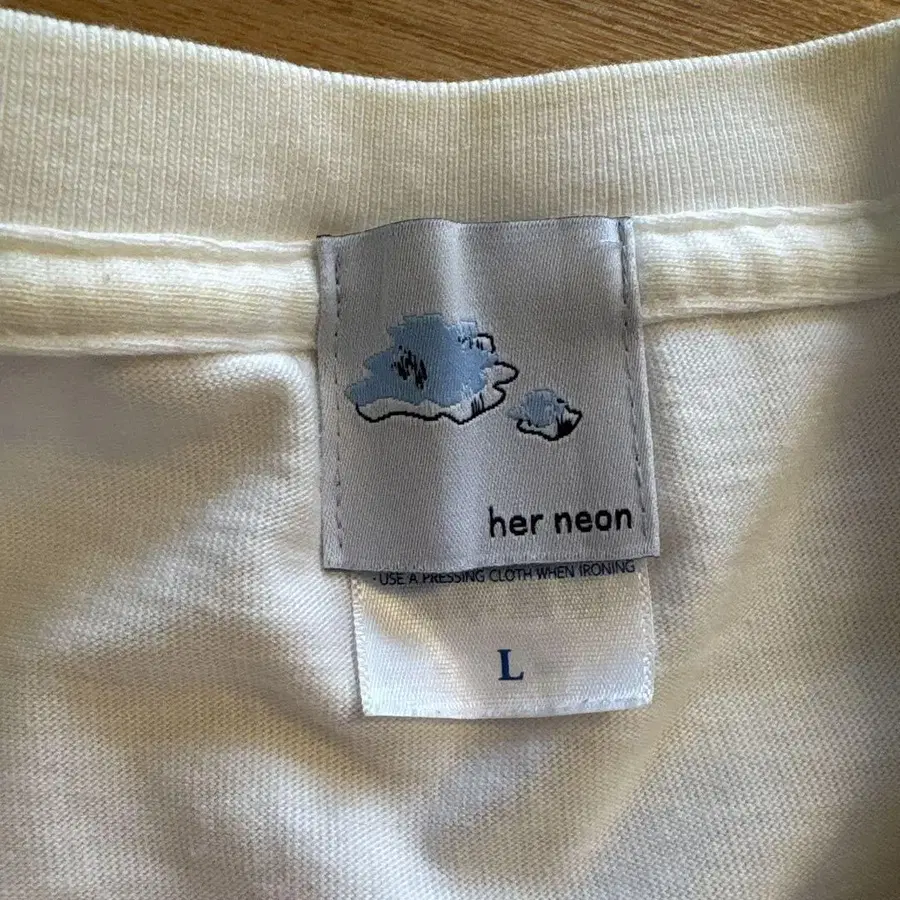 her neon
· USE A PRESSING CLOTH WHEN IRONING
L